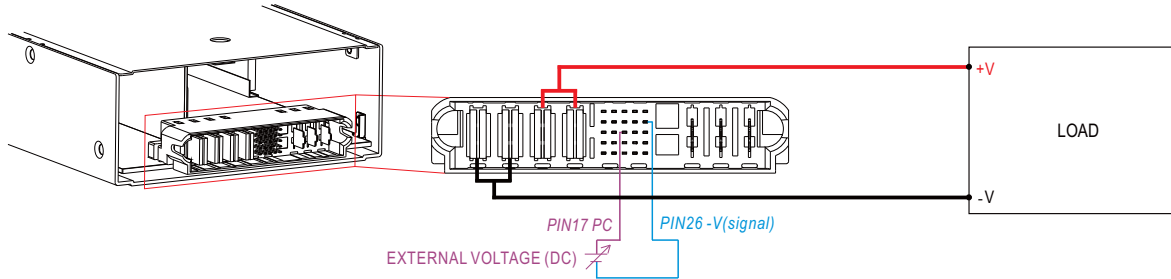 +V
LOAD
-V
PIN17 PC
PIN26 -V(signal)
EXTERNAL VOLTAGE (DC)